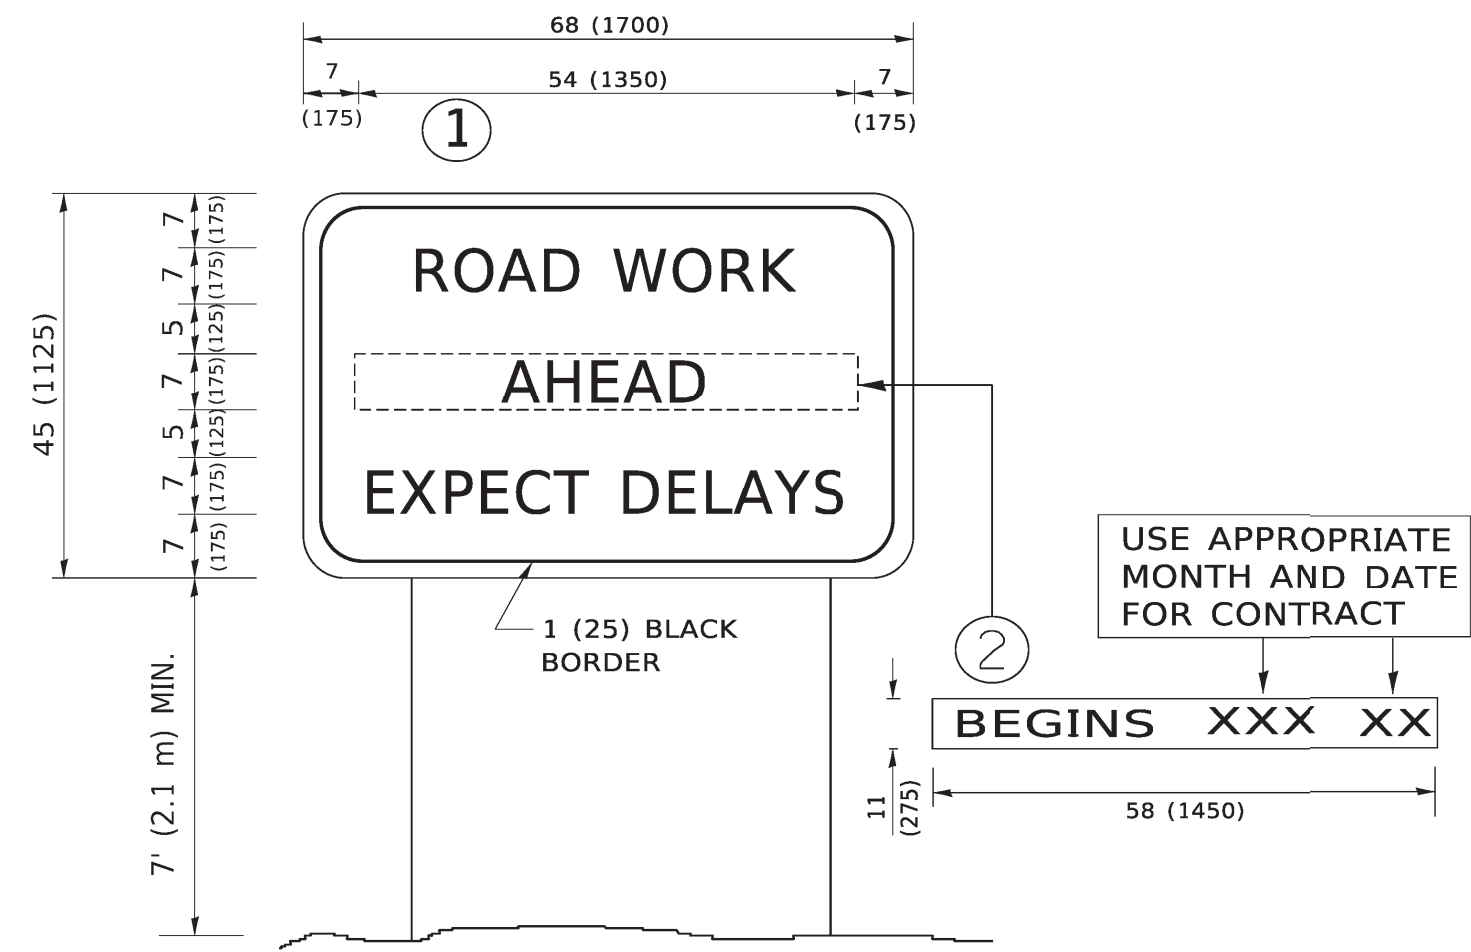 68 (1700)
7
54 (1350)
7
(175)
(175)
1
7
(175)
7
(175)
5
(125)
7
(175)
5
(125)
7
(175)
7
(175)
45 (1125)
ROAD WORK
AHEAD
EXPECT DELAYS
1 (25) BLACK
BORDER
7' (2.1 m) MIN.
2
USE APPROPRIATE
MONTH AND DATE
FOR CONTRACT
BEGINS XXX XX
11
(275)
58 (1450)